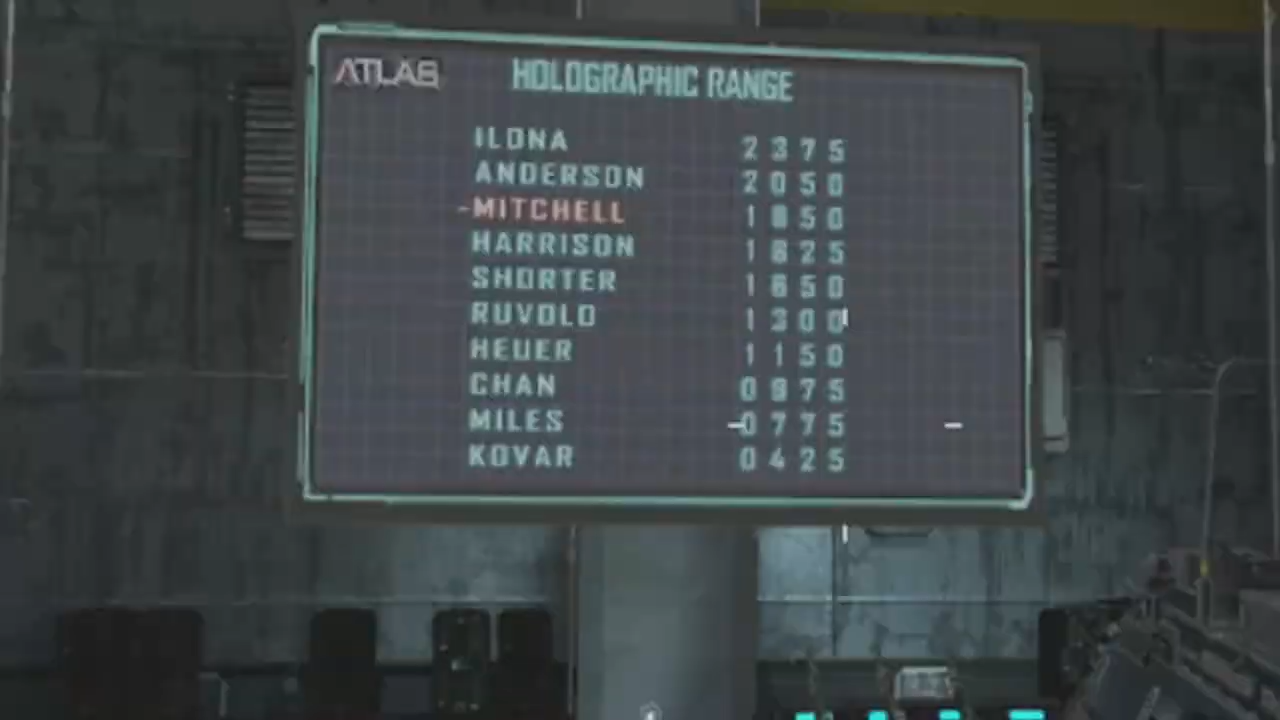 ATLAS
HOLOGRAPHIC RANGE
ILONA 2375
ANDERSON 2050
-MITCHELL 1850
HARRISON 1825
SHORTER 1650
RUVOLO 1300
HEUER 1150
CHAN 0975
MILES 0775
KOVAR 0425